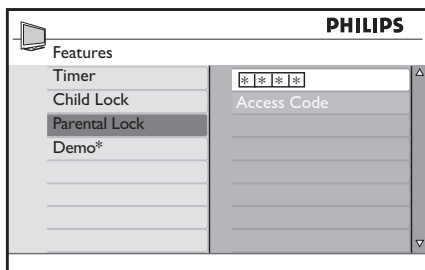 PHILIPS
Features
Timer
Child Lock
Parental Lock
Demo*
* * * *
Access Code